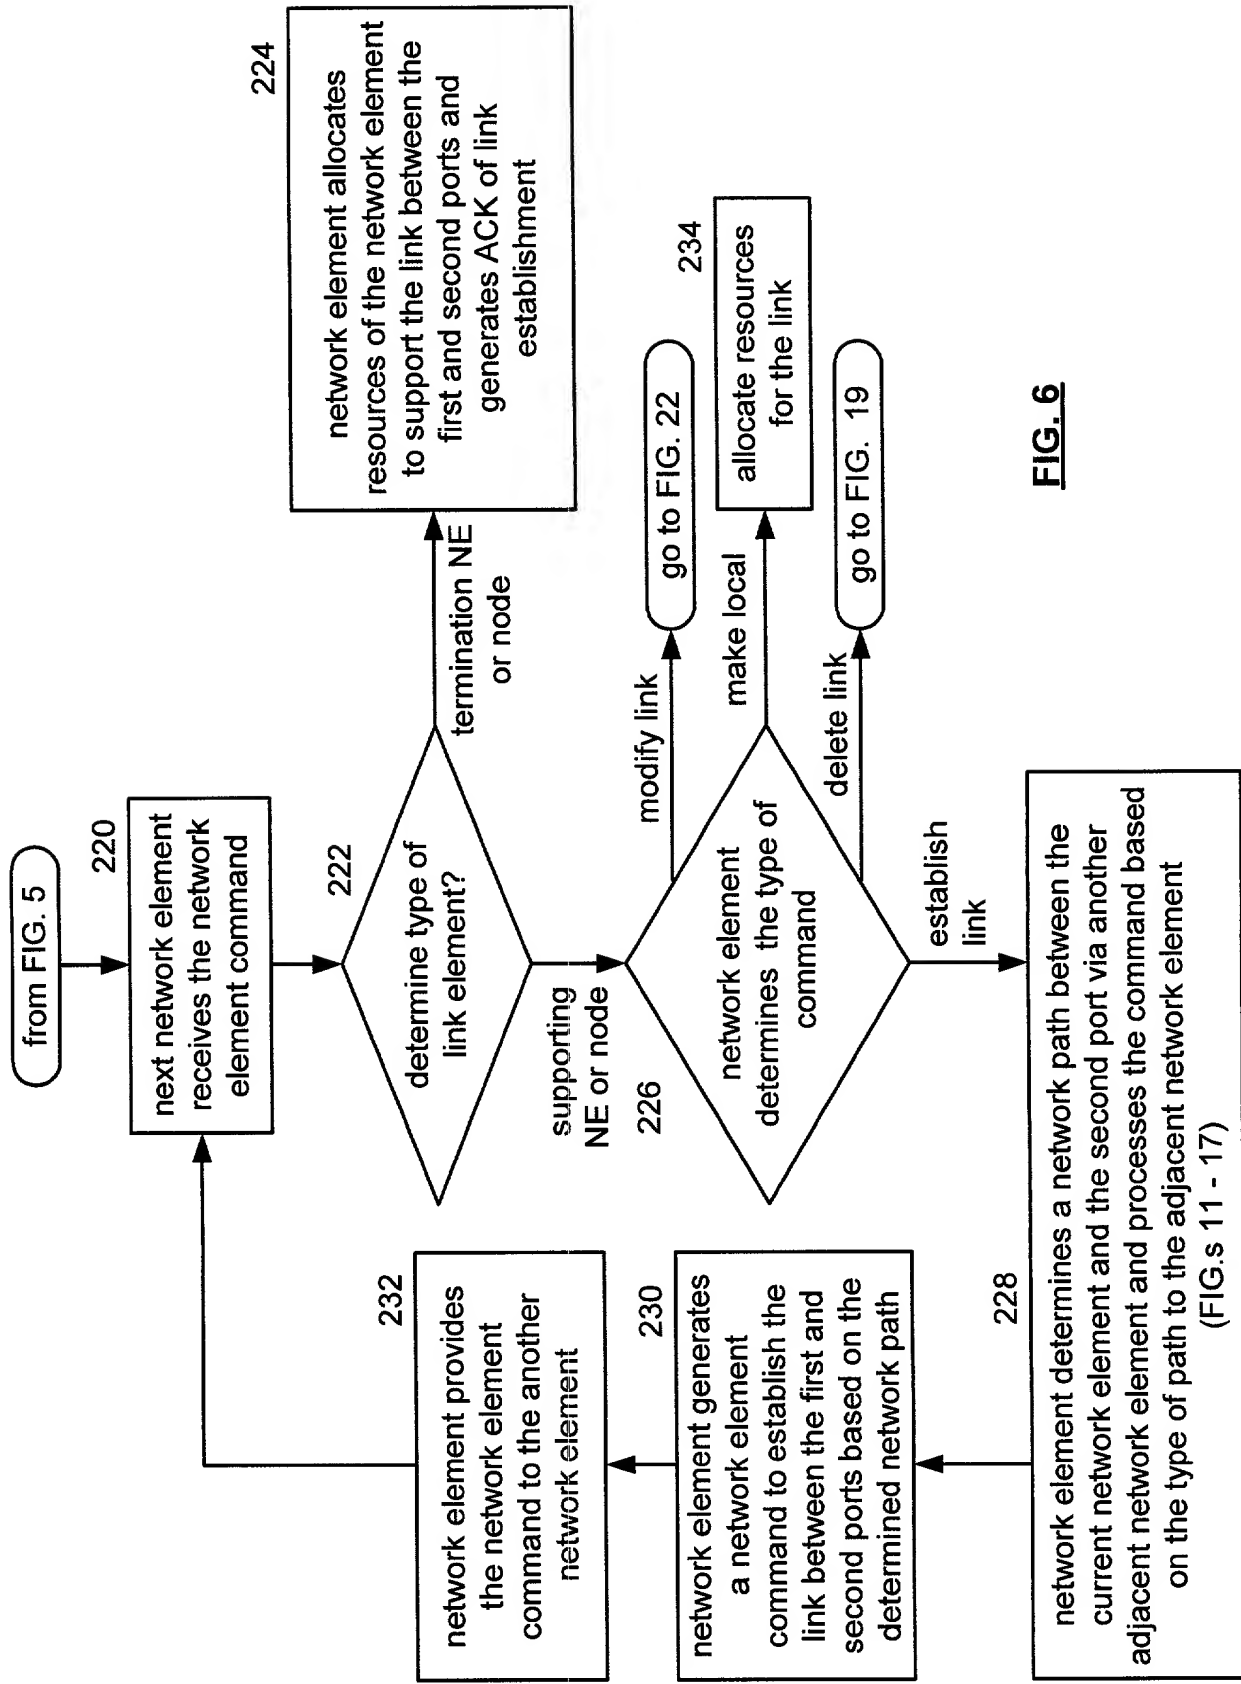 from FIG. 5
220
next network element
receives the network
element command
222
determine type of
link element?
termination NE
or node
224
network element allocates
resources of the network element
to support the link between the
first and second ports and
generates ACK of link
establishment
supporting
NE or node
226
network element
determines the type of
command
modify link
go to FIG. 22
make local
234
allocate resources
for the link
delete link
go to FIG. 19
establish
link
228
network element determines a network path between the
current network element and the second port via another
adjacent network element and processes the command based
on the type of path to the adjacent network element
(FIG.s 11 - 17)
230
network element generates
a network element
command to establish the
link between the first and
second ports based on the
determined network path
232
network element provides
the network element
command to the another
network element
FIG. 6